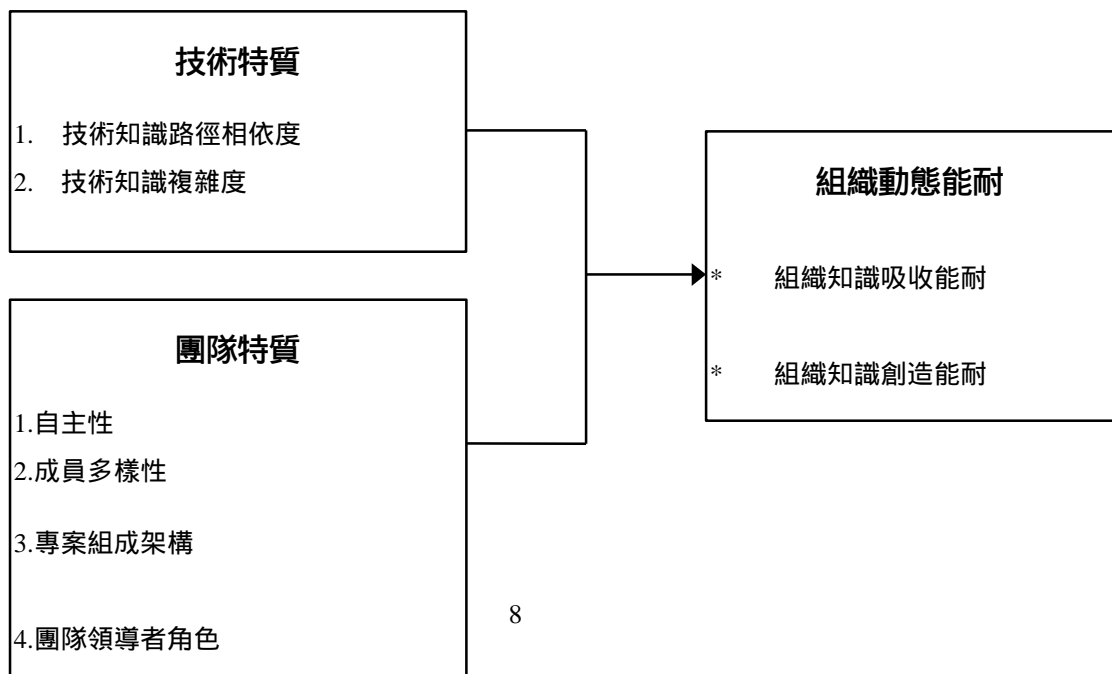 技術特質
1. 技術知識路徑相依度
2. 技術知識複雜度
組織動態能耐
* 組織知識吸收能耐
* 組織知識創造能耐
團隊特質
1.自主性
2.成員多樣性
3.專案組成架構
4.團隊領導者角色
8